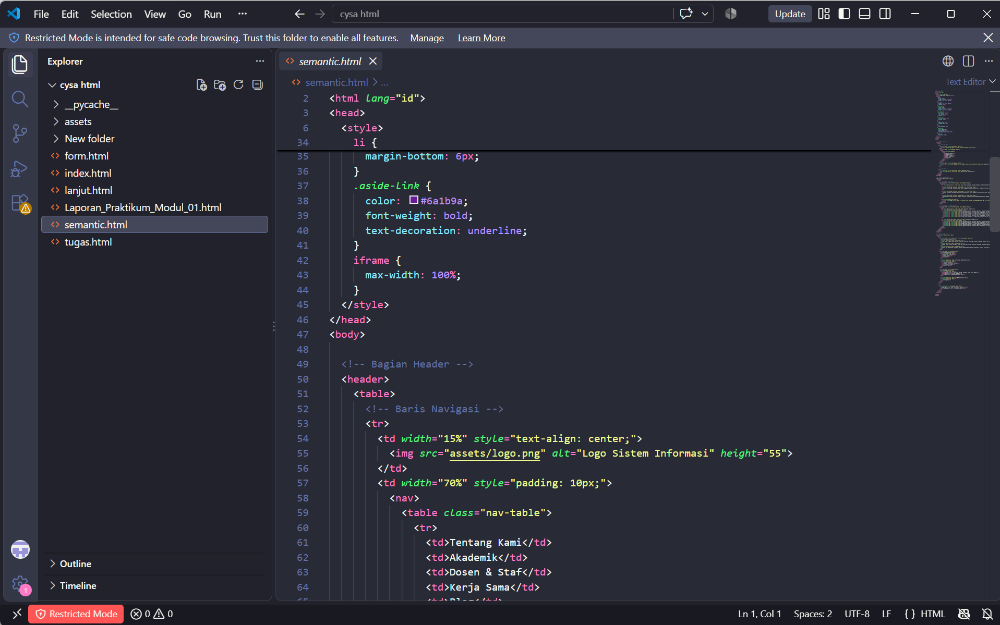 File Edit Selection View Go Run ···
cysa html
Update
Restricted Mode is intended for safe code browsing. Trust this folder to enable all features. Manage Learn More
Explorer
cysa html
__pycache__
assets
New folder
form.html
index.html
lanjut.html
Laporan_Praktikum_Modul_01.html
semantic.html
tugas.html
Outline
Timeline
1
semantic.html
semantic.html > ...
Text Editor
2 <html lang="id">
3 <head>
6 <style>
34 li {
35 margin-bottom: 6px;
36 }
37 .aside-link {
38 color: #6a1b9a;
39 font-weight: bold;
40 text-decoration: underline;
41 }
42 iframe {
43 max-width: 100%;
44 }
45 </style>
46 </head>
47 <body>
48
49 <!-- Bagian Header -->
50 <header>
51 <table>
52 <!-- Baris Navigasi -->
53 <tr>
54 <td width="15%" style="text-align: center;">
55 <img src="assets/logo.png" alt="Logo Sistem Informasi" height="55">
56 </td>
57 <td width="70%" style="padding: 10px;">
58 <nav>
59 <table class="nav-table">
60 <tr>
61 <td>Tentang Kami</td>
62 <td>Akademik</td>
63 <td>Dosen & Staf</td>
64 <td>Kerja Sama</td>
Restricted Mode 0 0
Ln 1, Col 1 Spaces: 2 UTF-8 LF { } HTML